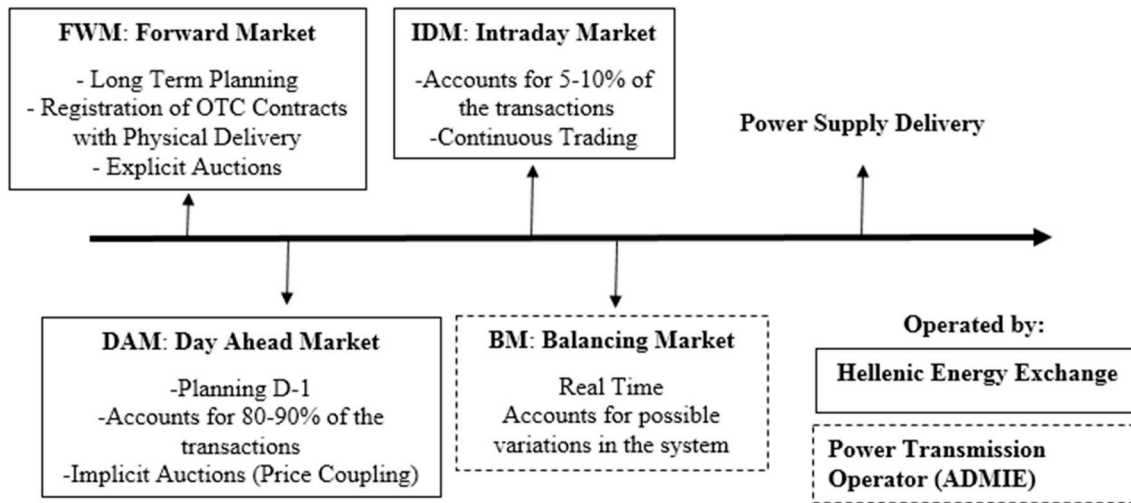 FWM: Forward Market
- Long Term Planning
- Registration of OTC Contracts
with Physical Delivery
- Explicit Auctions
IDM: Intraday Market
-Accounts for 5-10% of
the transactions
-Continuous Trading
Power Supply Delivery
DAM: Day Ahead Market
-Planning D-1
-Accounts for 80-90% of the
transactions
-Implicit Auctions (Price Coupling)
BM: Balancing Market
Real Time
Accounts for possible
variations in the system
Operated by:
Hellenic Energy Exchange
Power Transmission
Operator (ADMIE)